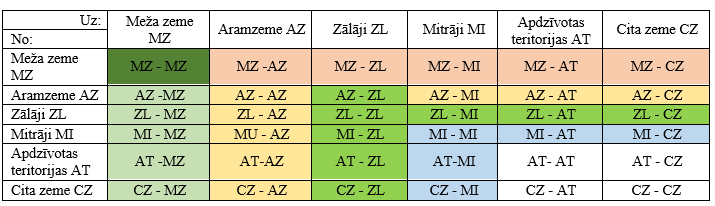 Uz: Meža zeme MZ Aramzeme AZ Zālāji ZL Mitrāji MI Apdzīvotas teritorijas AT Cita zeme CZ
No:
Meža zeme MZ MZ - MZ MZ -AZ MZ - ZL MZ - MI MZ - AT MZ - CZ
Aramzeme AZ AZ -MZ AZ - AZ AZ - ZL AZ - MI AZ - AT AZ - CZ
Zālāji ZL ZL - MZ ZL - AZ ZL - ZL ZL - MI ZL - AT ZL - CZ
Mitrāji MI MI - MZ MU - AZ MI - ZL MI - MI MI - AT MI - CZ
Apdzīvotas teritorijas AT AT -MZ AT-AZ AT - ZL AT-MI AT- AT AT - CZ
Cita zeme CZ CZ - MZ CZ - AZ CZ - ZL CZ - MI CZ - AT CZ - CZ